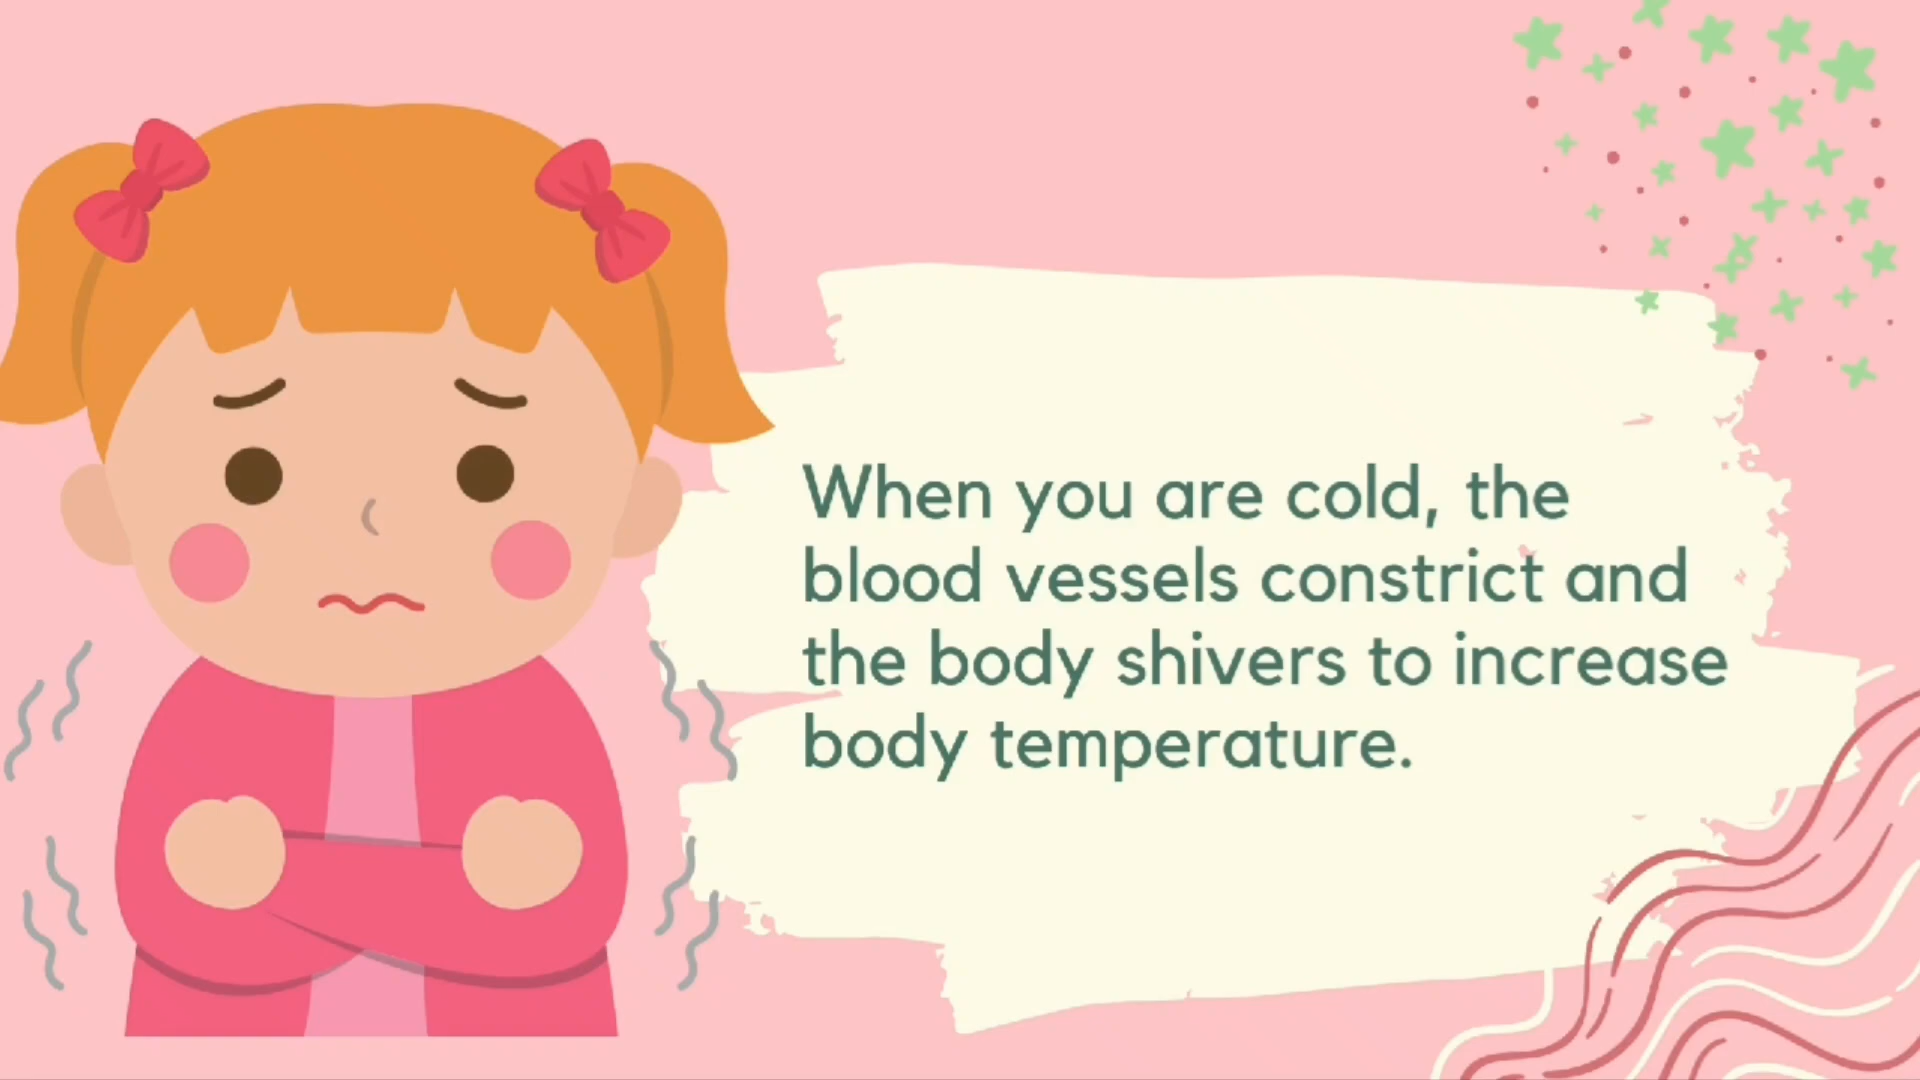 When you are cold, the
blood vessels constrict and
the body shivers to increase
body temperature.